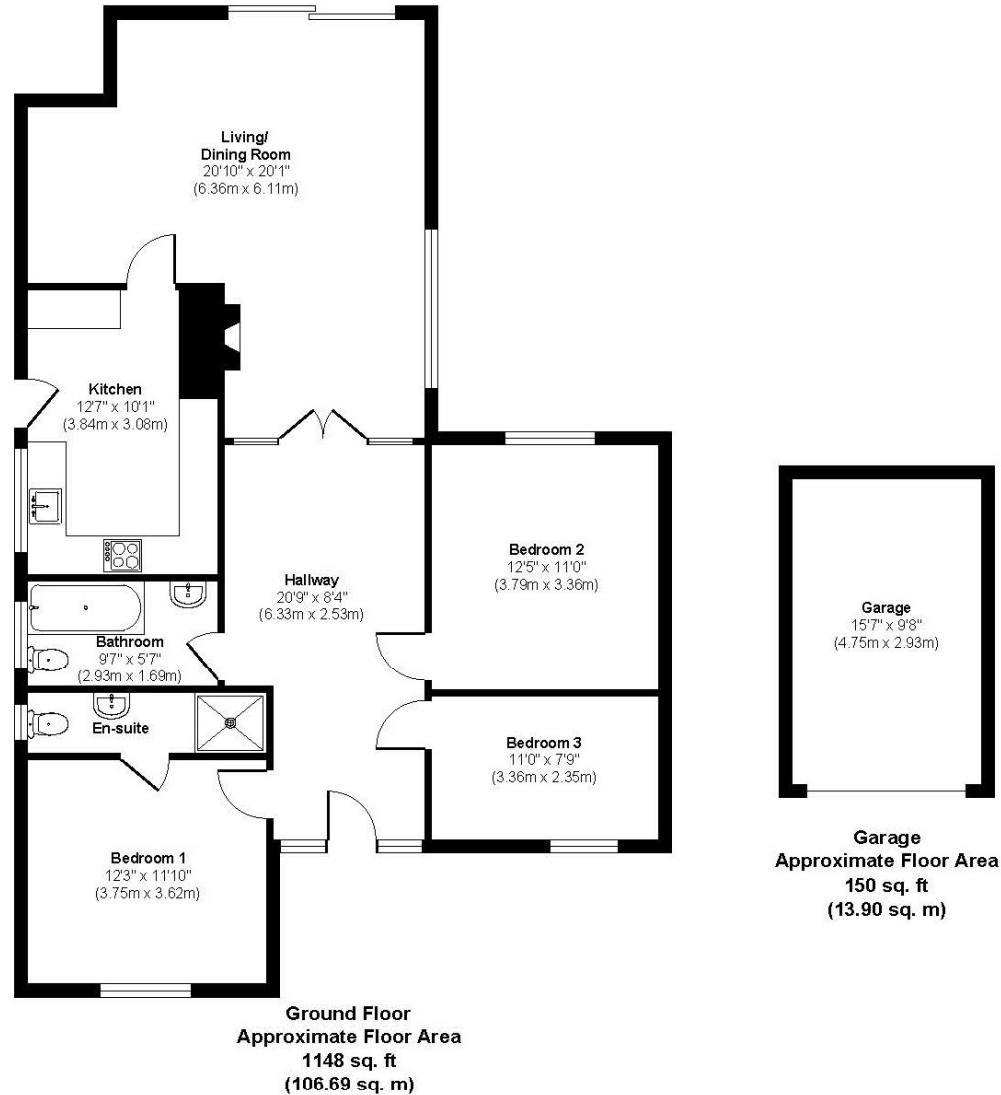 Living/
Dining Room
20'10" x 20'1"
(6.36m x 6.11m)
Kitchen
12'7" x 10'1"
(3.84m x 3.08m)
Hallway
20'9" x 8'4"
(6.33m x 2.53m)
Bedroom 2
12'5" x 11'0"
(3.79m x 3.36m)
Bathroom
9'7" x 5'7"
(2.93m x 1.69m)
En-suite
Bedroom 3
11'0" x 7'9"
(3.36m x 2.35m)
Bedroom 1
12'3" x 11'10"
(3.75m x 3.62m)
Ground Floor
Approximate Floor Area
1148 sq. ft
(106.69 sq. m)
Garage
15'7" x 9'8"
(4.75m x 2.93m)
Garage
Approximate Floor Area
150 sq. ft
(13.90 sq. m)